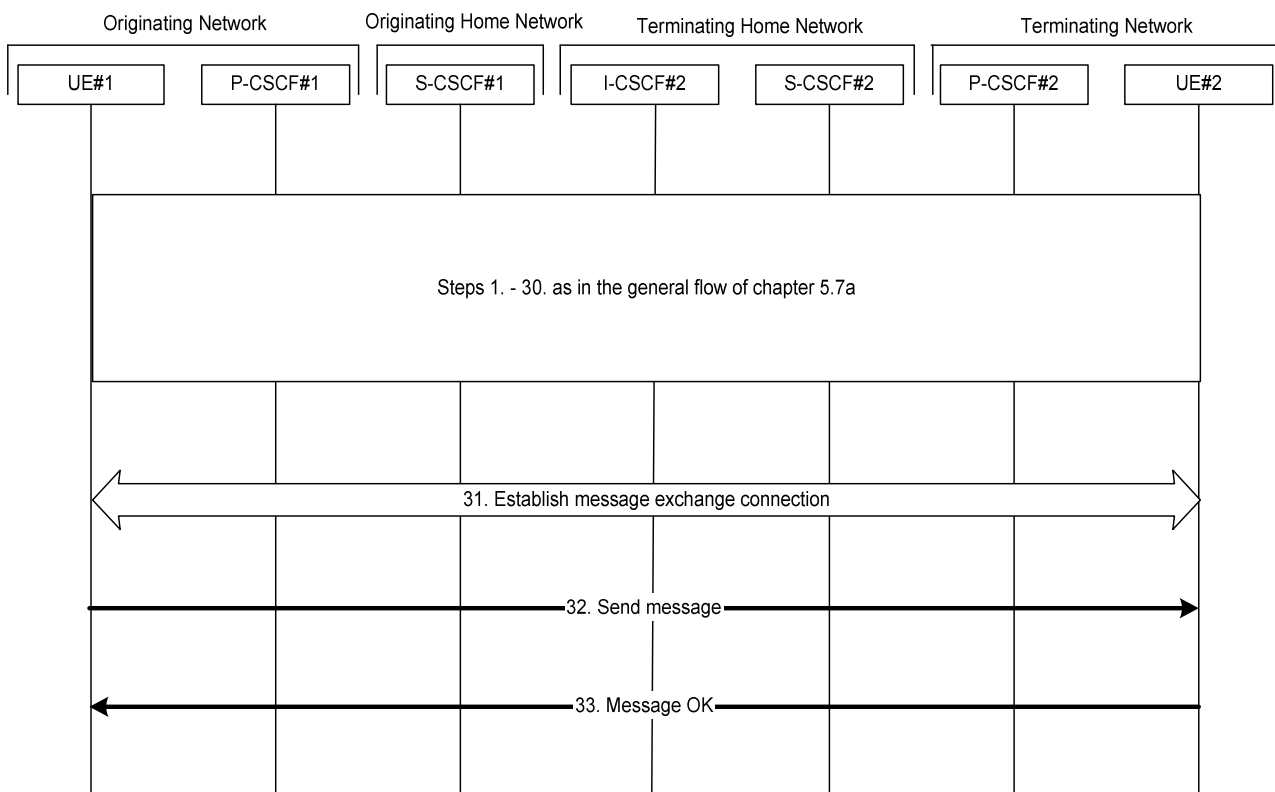 Originating Network
Originating Home Network
Terminating Home Network
Terminating Network
UE#1
P-CSCF#1
S-CSCF#1
I-CSCF#2
S-CSCF#2
P-CSCF#2
UE#2
Steps 1. - 30. as in the general flow of chapter 5.7a
31. Establish message exchange connection
32. Send message
33. Message OK